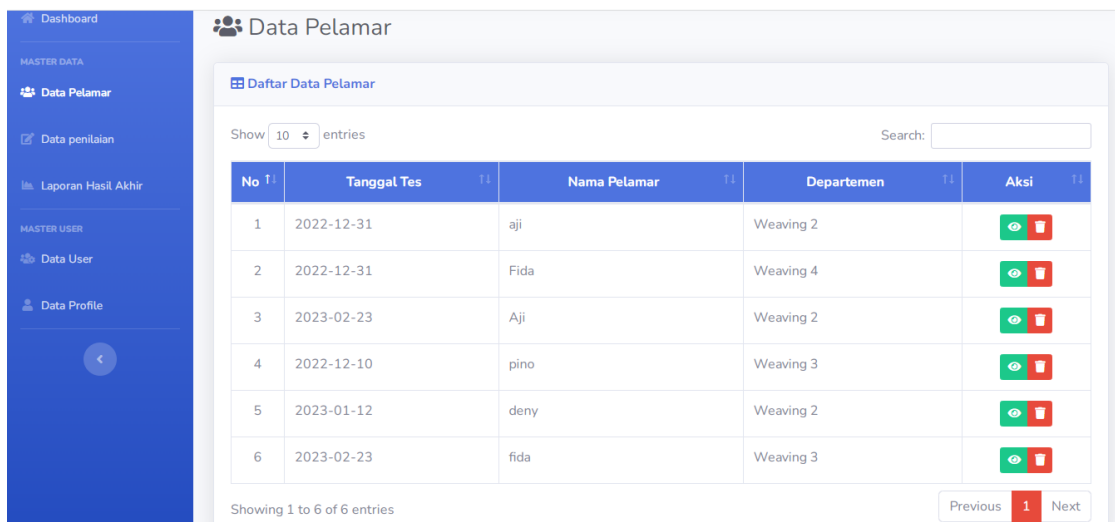 Dashboard
MASTER DATA
Data Pelamar
Data penilaian
Laporan Hasil Akhir
MASTER USER
Data User
Data Profile
Data Pelamar
Daftar Data Pelamar
Show 10 entries Search:
No Tanggal Tes Nama Pelamar Departemen Aksi
1 2022-12-31 aji Weaving 2
2 2022-12-31 Fida Weaving 4
3 2023-02-23 Aji Weaving 2
4 2022-12-10 pino Weaving 3
5 2023-01-12 deny Weaving 2
6 2023-02-23 fida Weaving 3
Showing 1 to 6 of 6 entries Previous 1 Next